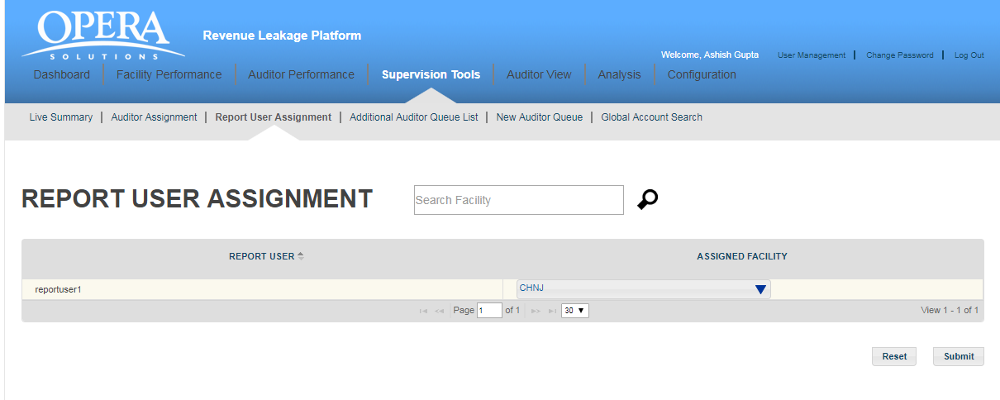 OPERA
SOLUTIONS
Revenue Leakage Platform
Welcome, Ashish Gupta User Management | Change Password | Log Out
Dashboard Facility Performance Auditor Performance Supervision Tools Auditor View Analysis Configuration
Live Summary | Auditor Assignment | Report User Assignment | Additional Auditor Queue List | New Auditor Queue | Global Account Search
REPORT USER ASSIGNMENT Search Facility
REPORT USER ASSIGNED FACILITY
reportuser1 CHNJ
Page 1 of 1 30 View 1 - 1 of 1
Reset Submit